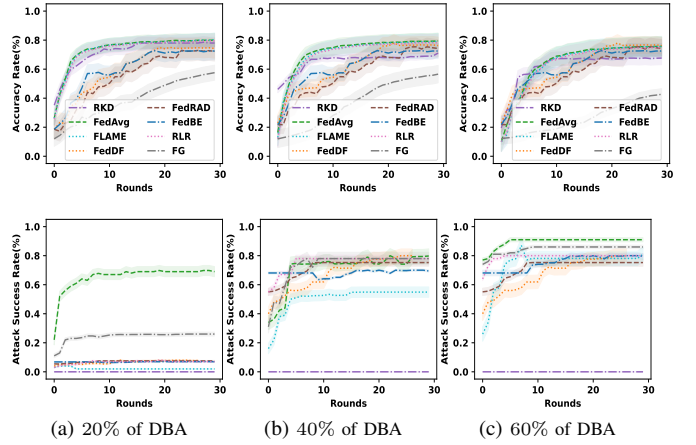 Accuracy Rate(%)
0.8
0.6
0.4
0.2
0.0
RKD
FedAvg
FLAME
FedDF
FedRAD
FedBE
RLR
FG
0 10 20 30
Rounds
Accuracy Rate(%)
0.8
0.6
0.4
0.2
0.0
RKD
FedAvg
FLAME
FedDF
FedRAD
FedBE
RLR
FG
0 10 20 30
Rounds
Accuracy Rate(%)
0.8
0.6
0.4
0.2
0.0
RKD
FedAvg
FLAME
FedDF
FedRAD
FedBE
RLR
FG
0 10 20 30
Rounds
Attack Success Rate(%)
1.0
0.8
0.6
0.4
0.2
0.0
0 10 20 30
Rounds
Attack Success Rate(%)
1.0
0.8
0.6
0.4
0.2
0.0
0 10 20 30
Rounds
Attack Success Rate(%)
1.0
0.8
0.6
0.4
0.2
0.0
0 10 20 30
Rounds
(a) 20% of DBA
(b) 40% of DBA
(c) 60% of DBA